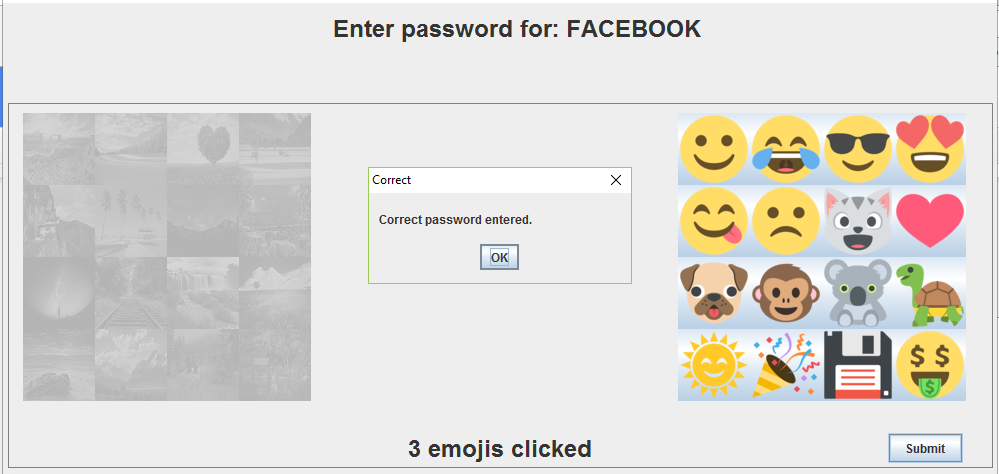 Enter password for: FACEBOOK
Correct
Correct password entered.
OK
3 emojis clicked
Submit